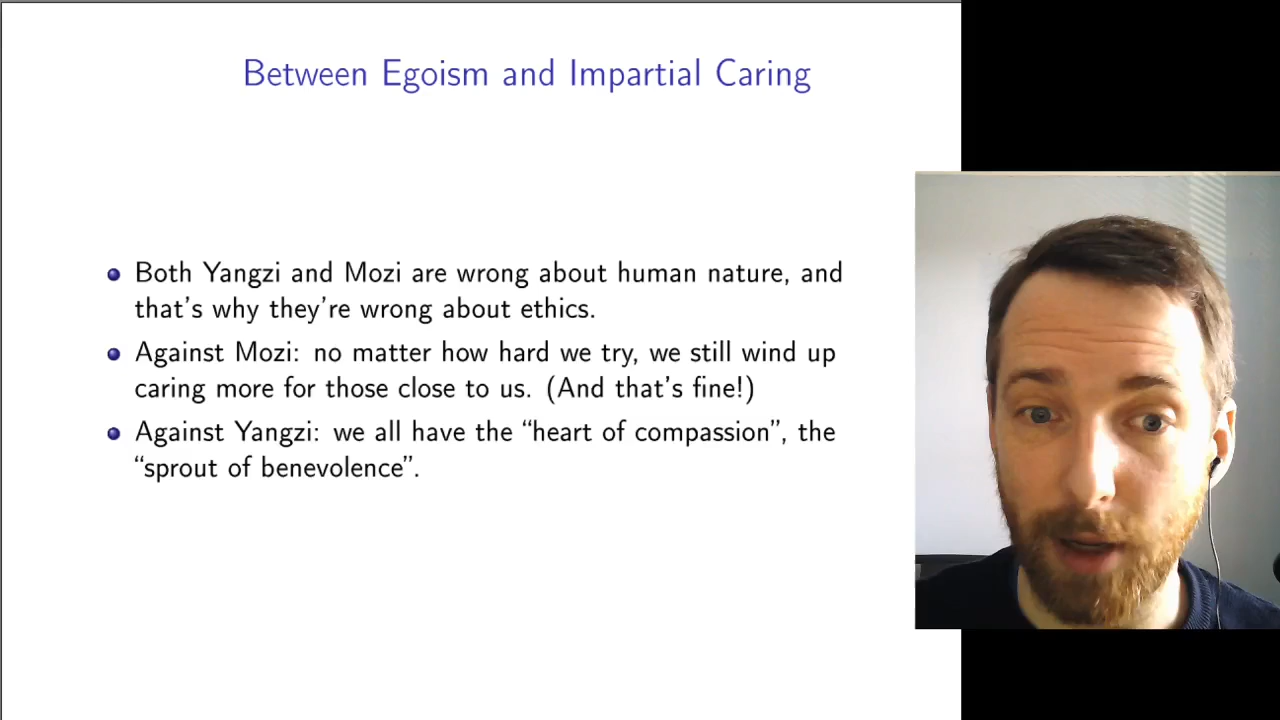 Between Egoism and Impartial Caring
Both Yangzi and Mozi are wrong about human nature, and
that's why they're wrong about ethics.
Against Mozi: no matter how hard we try, we still wind up
caring more for those close to us. (And that's fine!)
Against Yangzi: we all have the “heart of compassion”, the
“sprout of benevolence”.